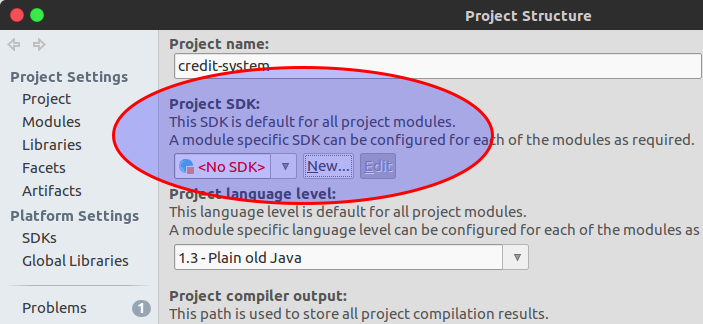 Project Structure
Project name:
credit-system
Project Settings
Project
Modules
Libraries
Facets
Artifacts
Platform Settings
SDKs
Global Libraries
Problems 1
Project SDK:
This SDK is default for all project modules.
A module specific SDK can be configured for each of the modules as required.
<No SDK> New... Edit
Project language level:
This language level is default for all project modules.
A module specific language level can be configured for each of the modules as
1.3 - Plain old Java
Project compiler output:
This path is used to store all project compilation results.